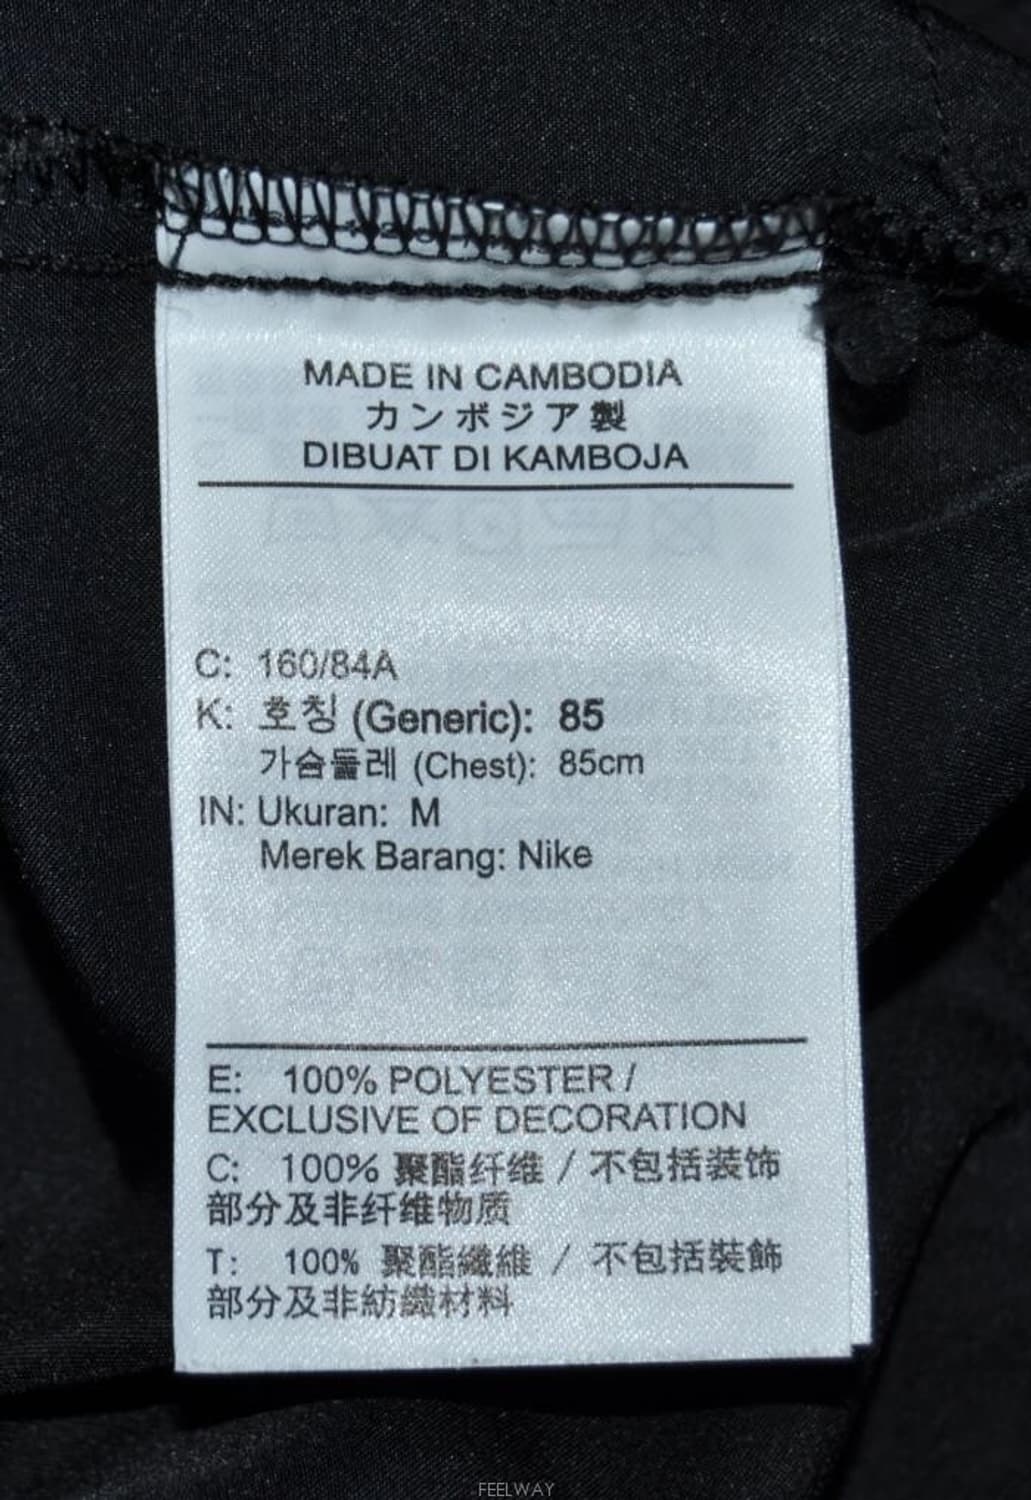 MADE IN CAMBODIA
カンボジア製
DIBUAT DI KAMBOJA
C: 160/84A
K: 호칭 (Generic): 85
가슴둘레 (Chest): 85cm
IN: Ukuran: M
Merek Barang: Nike
E: 100% POLYESTER /
EXCLUSIVE OF DECORATION
C: 100% 聚酯纤维 / 不包括装饰
部分及非纤维物质
T: 100% 聚酯纖維 / 不包括裝飾
部分及非紡織材料
FEELWAY